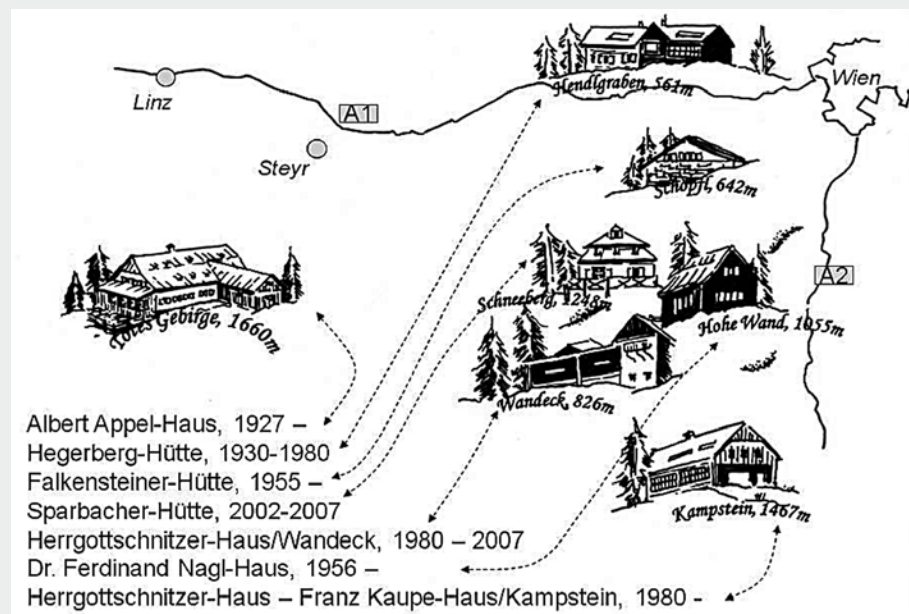 Hendlgraben, 561m
Wien
Linz
A1
Steyr
Schöpfl, 642m
Schneeberg, 1248m
A2
Hohe Wand, 1055m
Totes Gebirge, 1660m
Wandeck, 826m
Albert Appel-Haus, 1927 –
Hegerberg-Hütte, 1930-1980
Falkensteiner-Hütte, 1955 –
Sparbacher-Hütte, 2002-2007
Herrgottschnitzer-Haus/Wandeck, 1980 – 2007
Dr. Ferdinand Nagl-Haus, 1956 –
Herrgottschnitzer-Haus – Franz Kaupe-Haus/Kampstein, 1980 -
Kampstein, 1467m